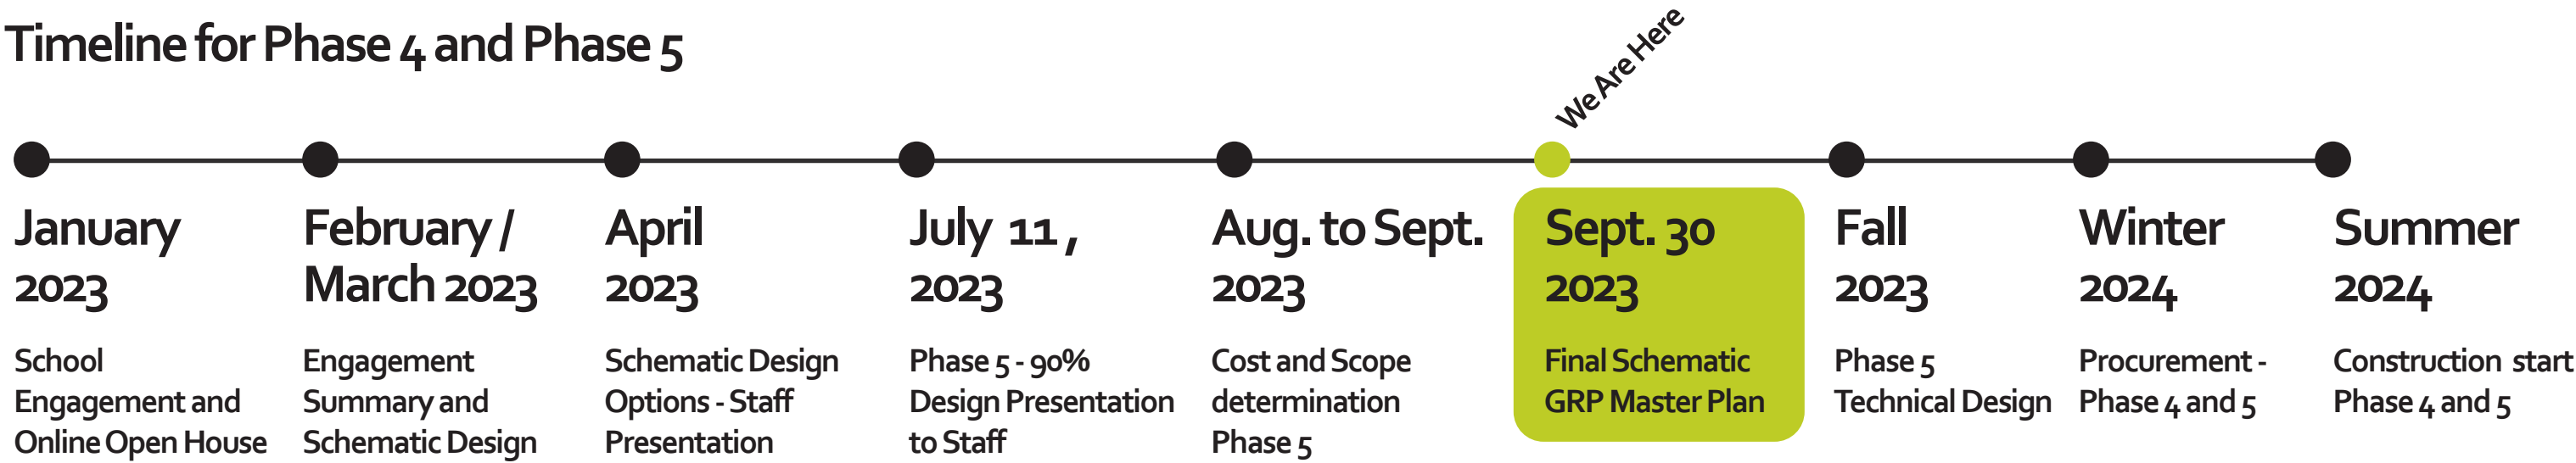 Timeline for Phase 4 and Phase 5
We Are Here
January
2023
School
Engagement and
Online Open House
February /
March 2023
Engagement
Summary and
Schematic Design
April
2023
Schematic Design
Options - Staff
Presentation
July 11 ,
2023
Phase 5 - 90%
Design Presentation
to Staff
Aug. to Sept.
2023
Cost and Scope
determination
Phase 5
Sept. 30
2023
Final Schematic
GRP Master Plan
Fall
2023
Phase 5
Technical Design
Winter
2024
Procurement -
Phase 4 and 5
Summer
2024
Construction start
Phase 4 and 5